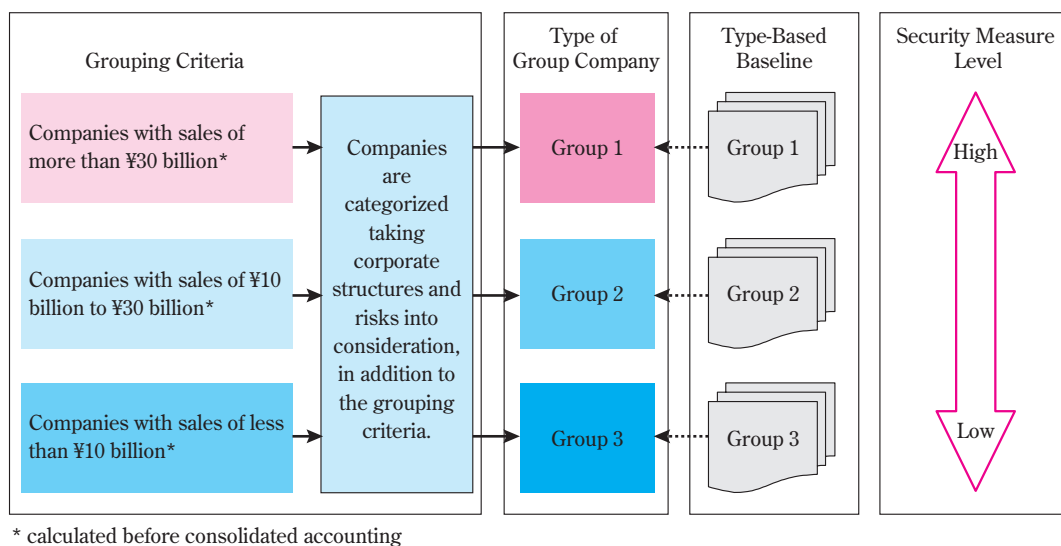 Grouping Criteria
Companies with sales of
more than ¥30 billion*
Companies with sales of ¥10
billion to ¥30 billion*
Companies with sales of less
than ¥10 billion*
Companies
are
categorized
taking
corporate
structures and
risks into
consideration,
in addition to
the grouping
criteria.
Type of
Group Company
Group 1
Group 2
Group 3
Type-Based
Baseline
Group 1
Group 2
Group 3
Security Measure
Level
High
Low
* calculated before consolidated accounting